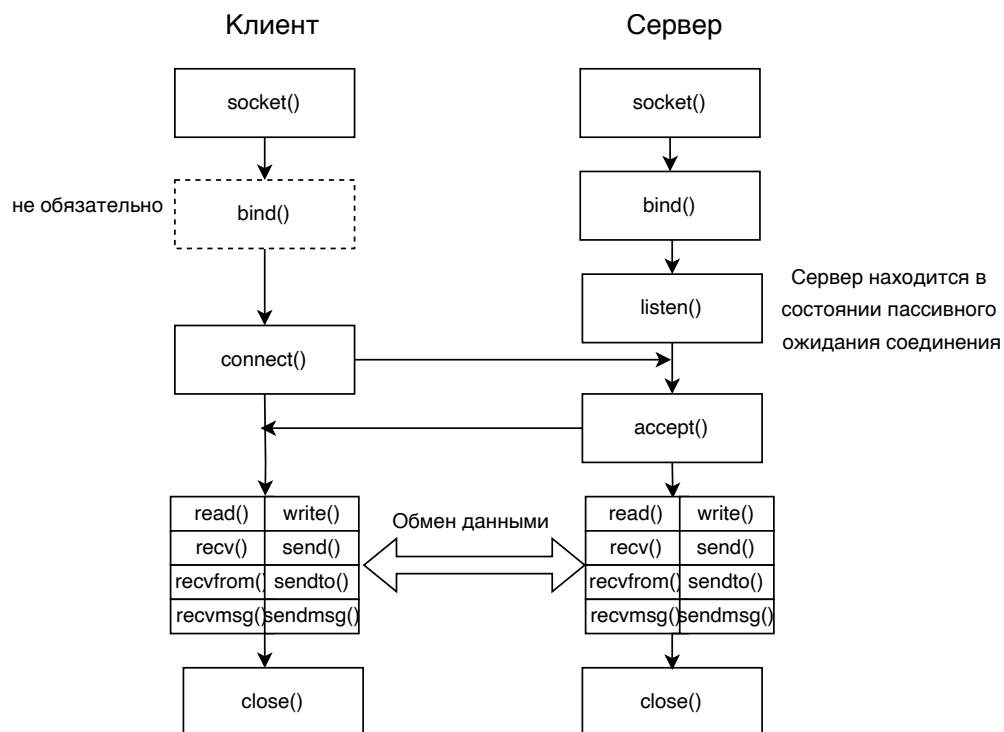 Клиент
Сервер
socket()
socket()
не обязательно
bind()
bind()
listen()
Сервер находится в
состоянии пассивного
ожидания соединения
connect()
accept()
read()
write()
recv()
send()
recvfrom()
sendto()
recvmsg()
sendmsg()
Обмен данными
read()
write()
recv()
send()
recvfrom()
sendto()
recvmsg()
sendmsg()
close()
close()